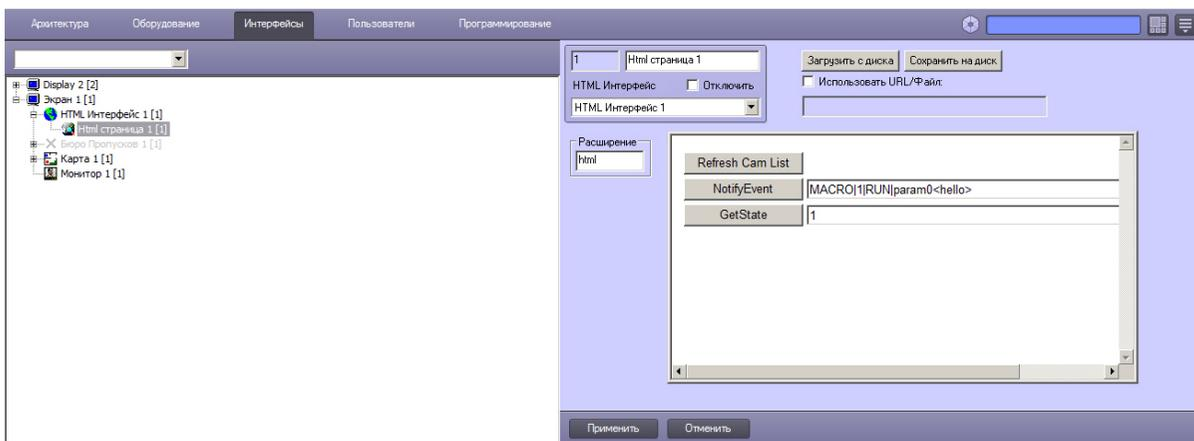 Архитектура Оборудование Интерфейсы Пользователи Программирование
Display 2 [2]
Экран 1 [1]
HTML Интерфейс 1 [1]
Html страница 1 [1]
Бюро Пропусков 1 [1]
Карта 1 [1]
Монитор 1 [1]
1 Html страница 1
HTML Интерфейс Отключить
HTML Интерфейс 1
Загрузить с диска Сохранить на диск
Использовать URL/Файл:
Расширение
html
Refresh Cam List
NotifyEvent MACRO|1|RUN|param0<hello>
GetState 1
Применить Отменить